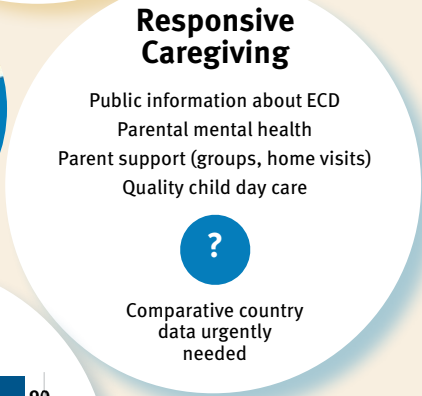 Responsive
Caregiving
Public information about ECD
Parental mental health
Parent support (groups, home visits)
Quality child day care
?
Comparative country
data urgently
needed